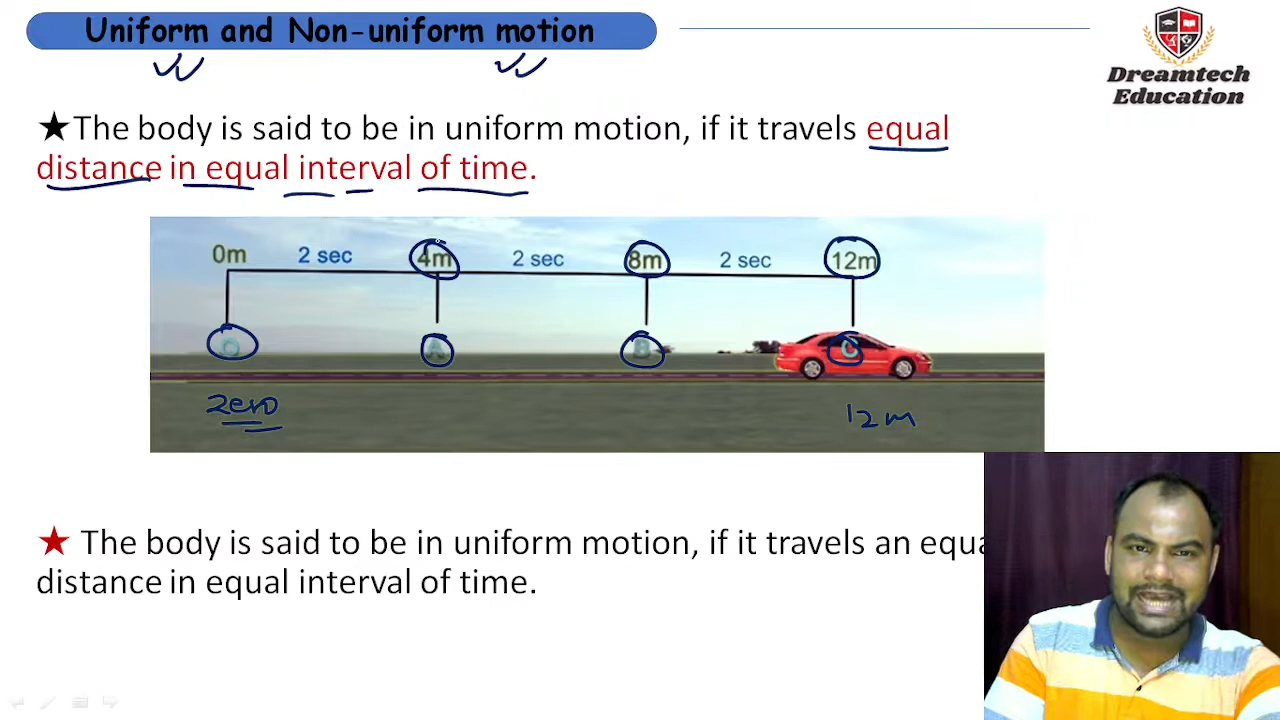 Uniform and Non-uniform motion
Dreamtech
Education
★The body is said to be in uniform motion, if it travels equal
distance in equal interval of time.
0m 2 sec 4m 2 sec 8m 2 sec 12m
O A B C
Zero 12m
★ The body is said to be in uniform motion, if it travels an equa
distance in equal interval of time.